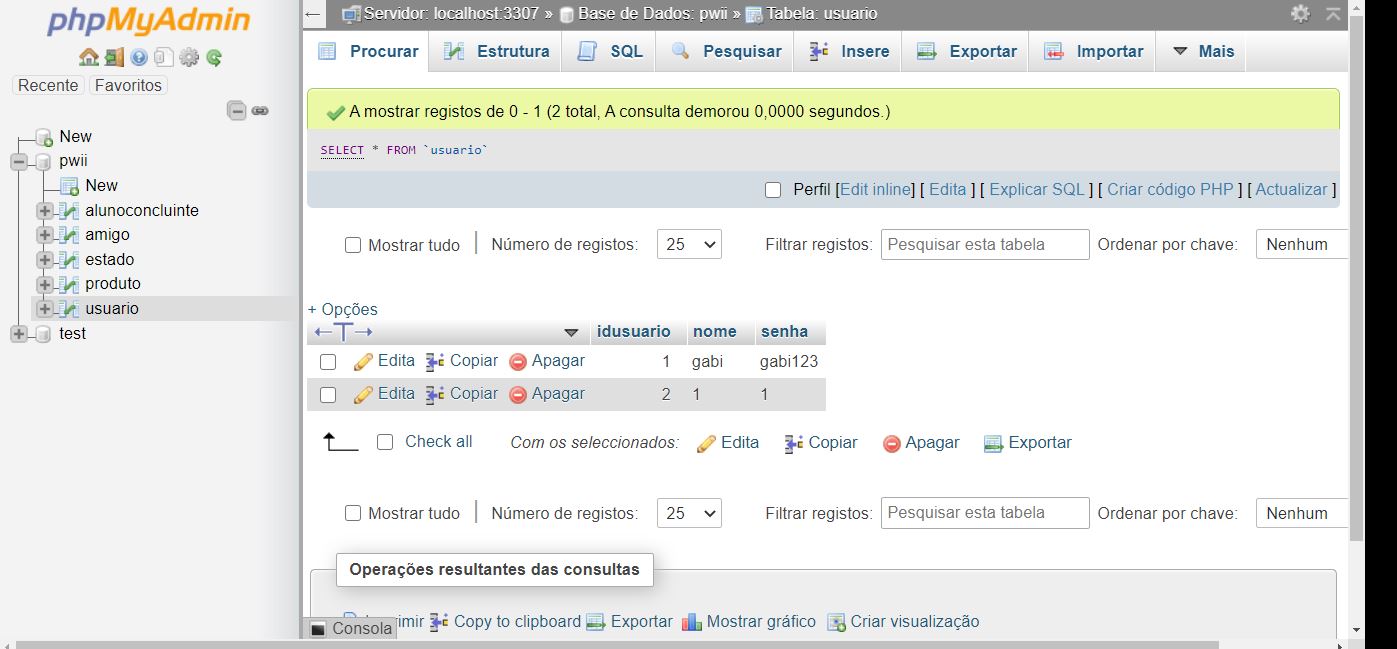 phpMyAdmin
Recente Favoritos
New
pwii
New
alunoconcluinte
amigo
estado
produto
usuario
test
Servidor: localhost:3307 » Base de Dados: pwii » Tabela: usuario
Procurar Estrutura SQL Pesquisar Insere Exportar Importar Mais
A mostrar registos de 0 - 1 (2 total, A consulta demorou 0,0000 segundos.)
SELECT * FROM `usuario`
Perfil [Edit inline] [ Edita ] [ Explicar SQL ] [ Criar código PHP ] [ Actualizar ]
Mostrar tudo Número de registos: 25 Filtrar registos: Pesquisar esta tabela Ordenar por chave: Nenhum
+ Opções
←T→ idusuario nome senha
Edita Copiar Apagar 1 gabi gabi123
Edita Copiar Apagar 2 1 1
Check all Com os seleccionados: Edita Copiar Apagar Exportar
Mostrar tudo Número de registos: 25 Filtrar registos: Pesquisar esta tabela Ordenar por chave: Nenhum
Operações resultantes das consultas
Copy to clipboard Exportar Mostrar gráfico Criar visualização
Consola